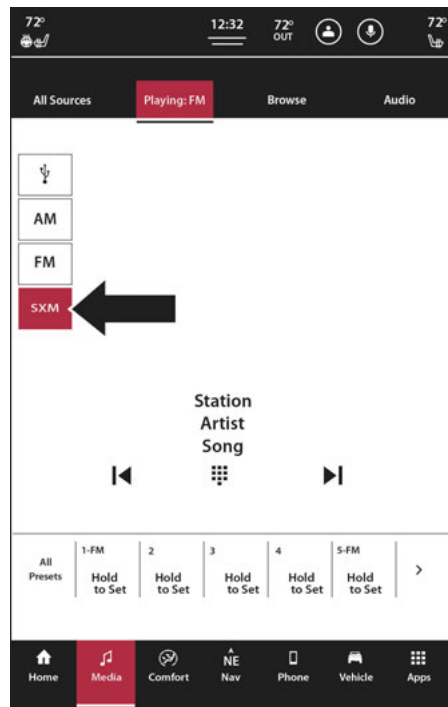 72° 12:32 72° OUT 72°
All Sources Playing: FM Browse Audio
AM
FM
SXM
Station
Artist
Song
All Presets
1-FM Hold to Set
2 Hold to Set
3 Hold to Set
4 Hold to Set
5-FM Hold to Set
NE
Home Media Comfort Nav Phone Vehicle Apps